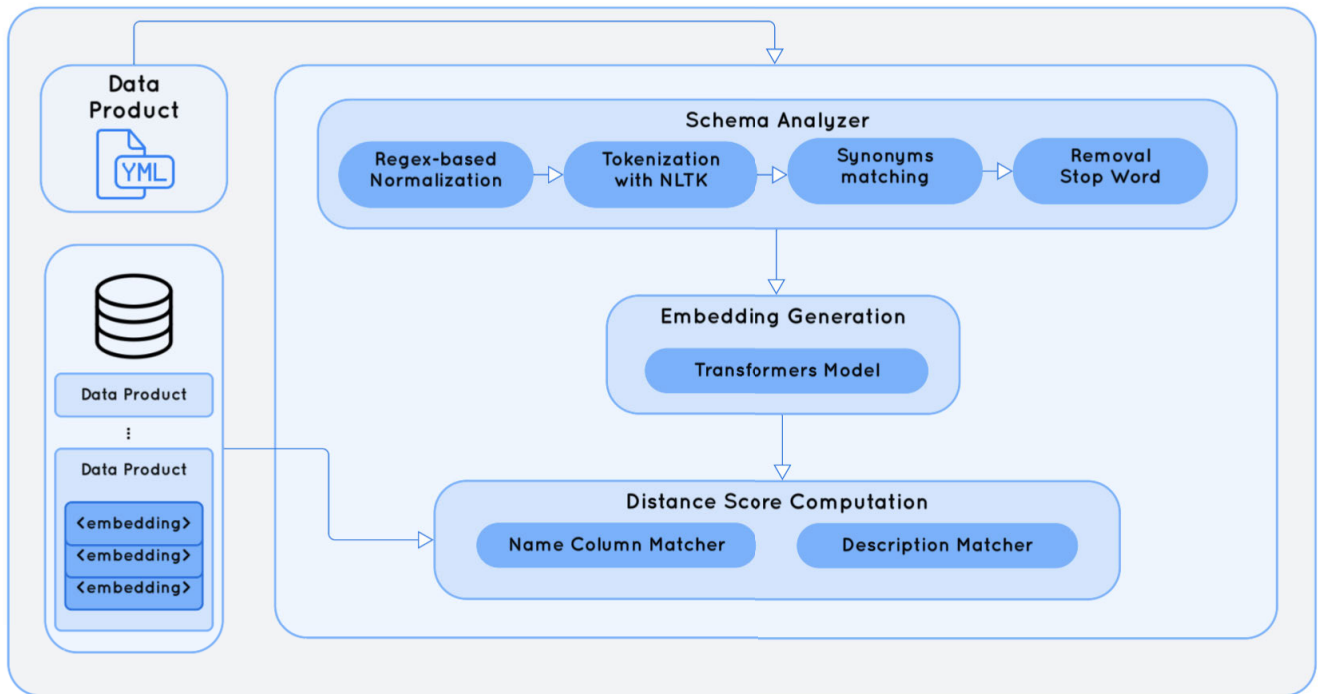 Data
Product
YML
Schema Analyzer
Regex-based
Normalization
Tokenization
with NLTK
Synonyms
matching
Removal
Stop Word
Embedding Generation
Transformers Model
Data Product
⋮
Data Product
<embedding>
<embedding>
<embedding>
Distance Score Computation
Name Column Matcher
Description Matcher